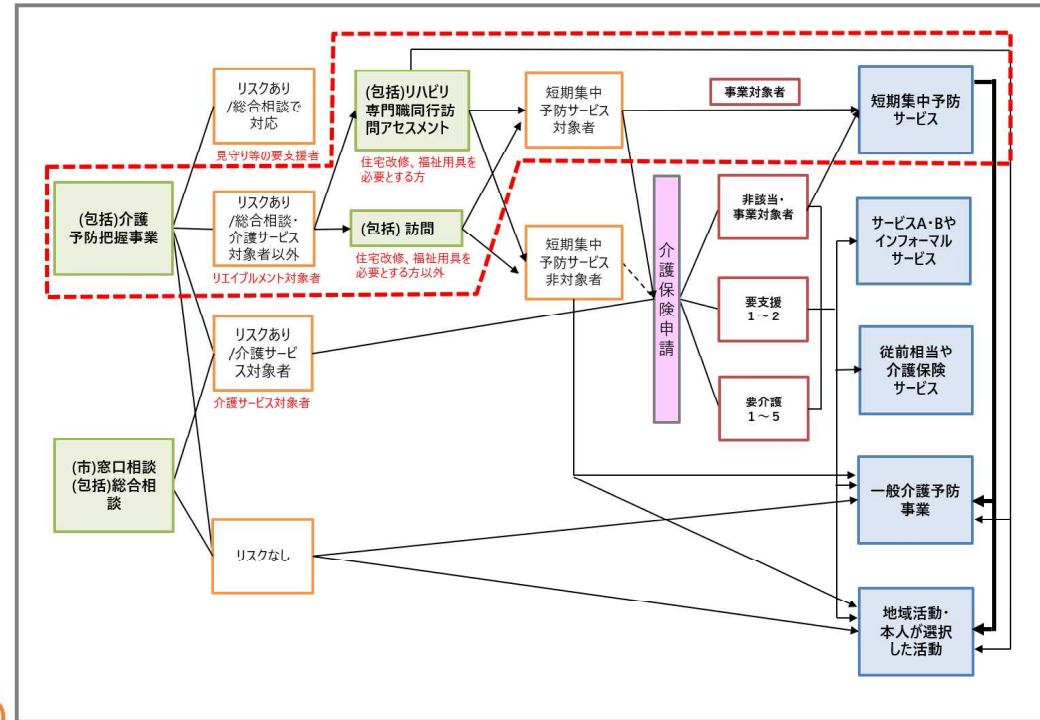 リスクあり
/総合相談で
対応
見守り等の要支援者
(包括)リハビリ
専門職同行訪
問アセスメント
住宅改修、福祉用具を
必要とする方
短期集中
予防サービス
対象者
事業対象者
短期集中予防
サービス
(包括)介護
予防把握事業
リスクあり
/総合相談・
介護サービス
対象者以外
リエイブルメント対象者
(包括) 訪問
住宅改修、福祉用具を
必要とする方以外
短期集中
予防サービス
非対象者
介護保険申請
非該当・
事業対象者
サービスA・Bや
インフォーマル
サービス
要支援
1~2
リスクあり
/介護サービ
ス対象者
介護サービス対象者
要介護
1～5
従前相当や
介護保険
サービス
(市)窓口相談
(包括)総合相
談
一般介護予防
事業
リスクなし
地域活動・
本人が選択
した活動